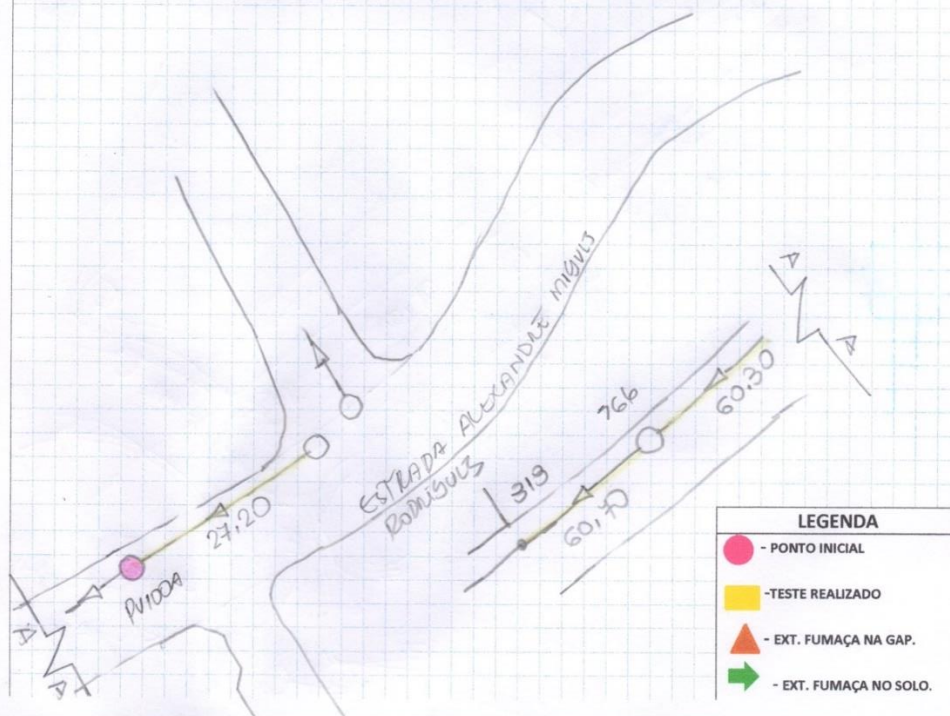 A
A
ESTRADA ALEXANDRE MIGUEIS
RODRIGUES
766
60.30
319
60,70
27.20
PV100A
A
A
LEGENDA
- PONTO INICIAL
-TESTE REALIZADO
- EXT. FUMAÇA NA GAP.
- EXT. FUMAÇA NO SOLO.